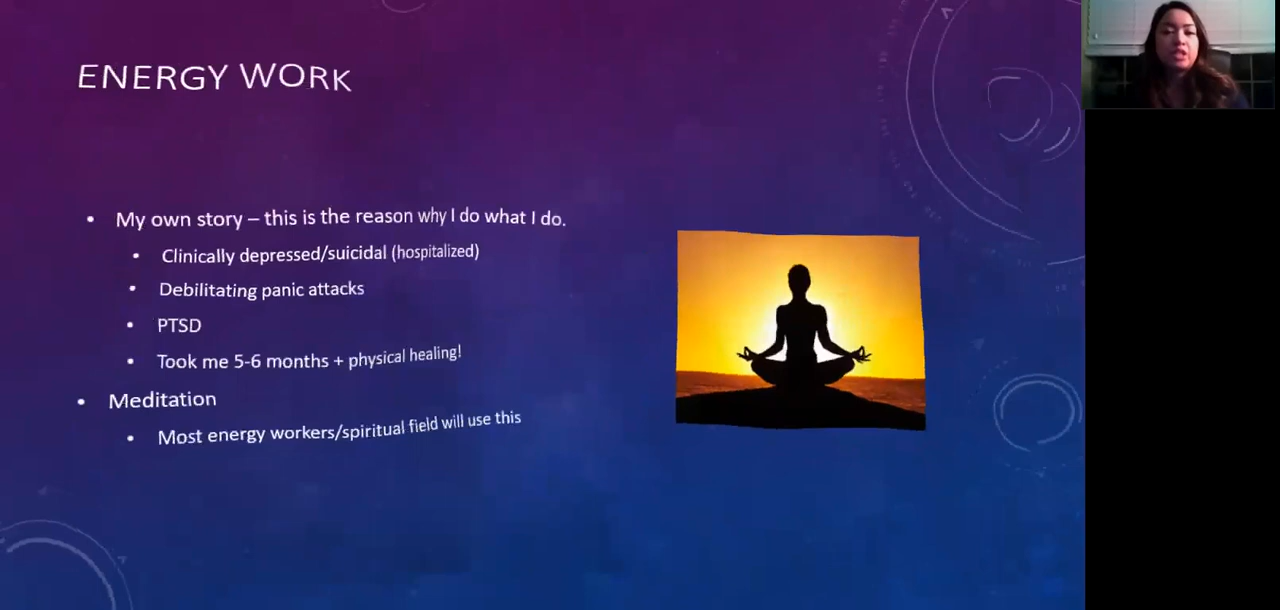 ENERGY WORK
• My own story – this is the reason why I do what I do.
• Clinically depressed/suicidal (hospitalized)
• Debilitating panic attacks
• PTSD
• Took me 5-6 months + physical healing!
• Meditation
• Most energy workers/spiritual field will use this